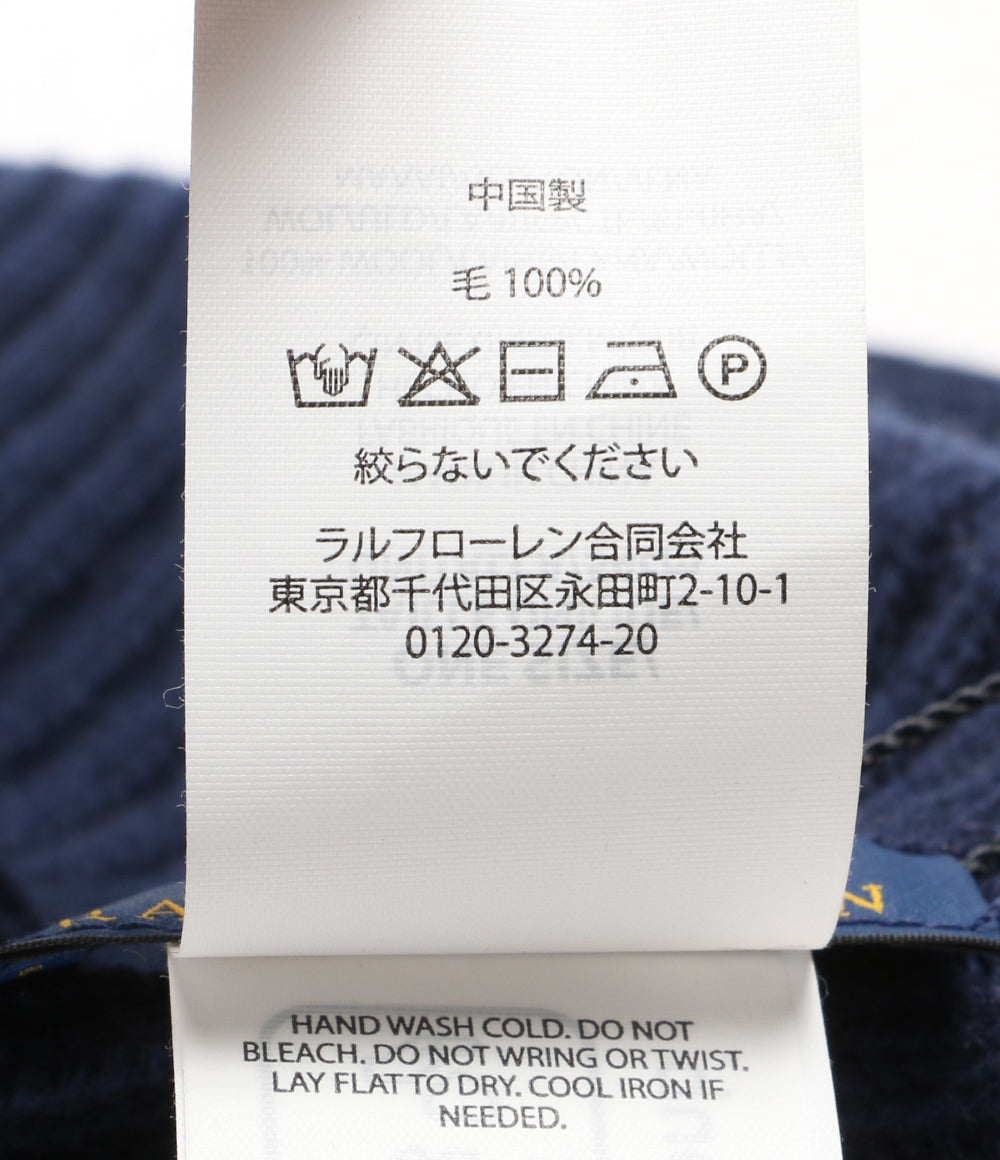 中国製
毛 100%
P
絞らないでください
ラルフローレン合同会社
東京都千代田区永田町2-10-1
0120-3274-20
HAND WASH COLD. DO NOT
BLEACH. DO NOT WRING OR TWIST.
LAY FLAT TO DRY. COOL IRON IF
NEEDED.